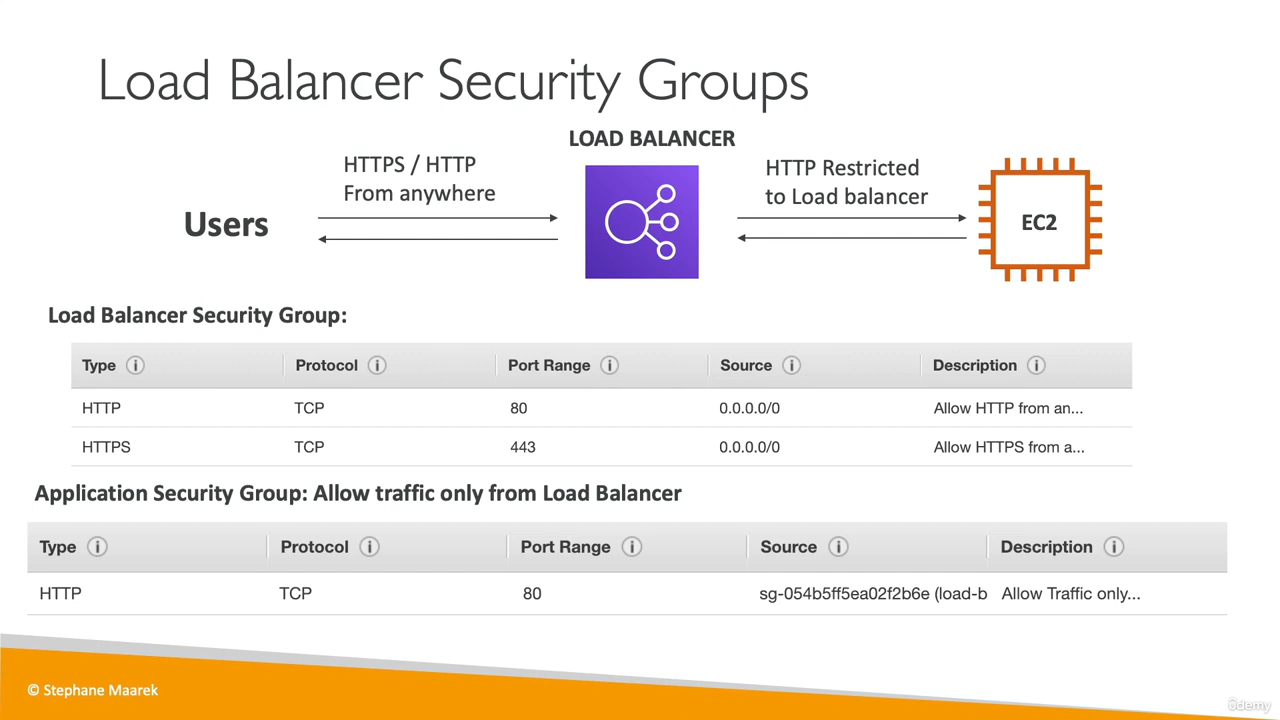 Load Balancer Security Groups
LOAD BALANCER
HTTPS / HTTP
From anywhere
HTTP Restricted
to Load balancer
Users
EC2
Load Balancer Security Group:
Type Protocol Port Range Source Description
HTTP TCP 80 0.0.0.0/0 Allow HTTP from an...
HTTPS TCP 443 0.0.0.0/0 Allow HTTPS from a...
Application Security Group: Allow traffic only from Load Balancer
Type Protocol Port Range Source Description
HTTP TCP 80 sg-054b5ff5ea02f2b6e (load-b Allow Traffic only...
© Stephane Maarek
ûdemy